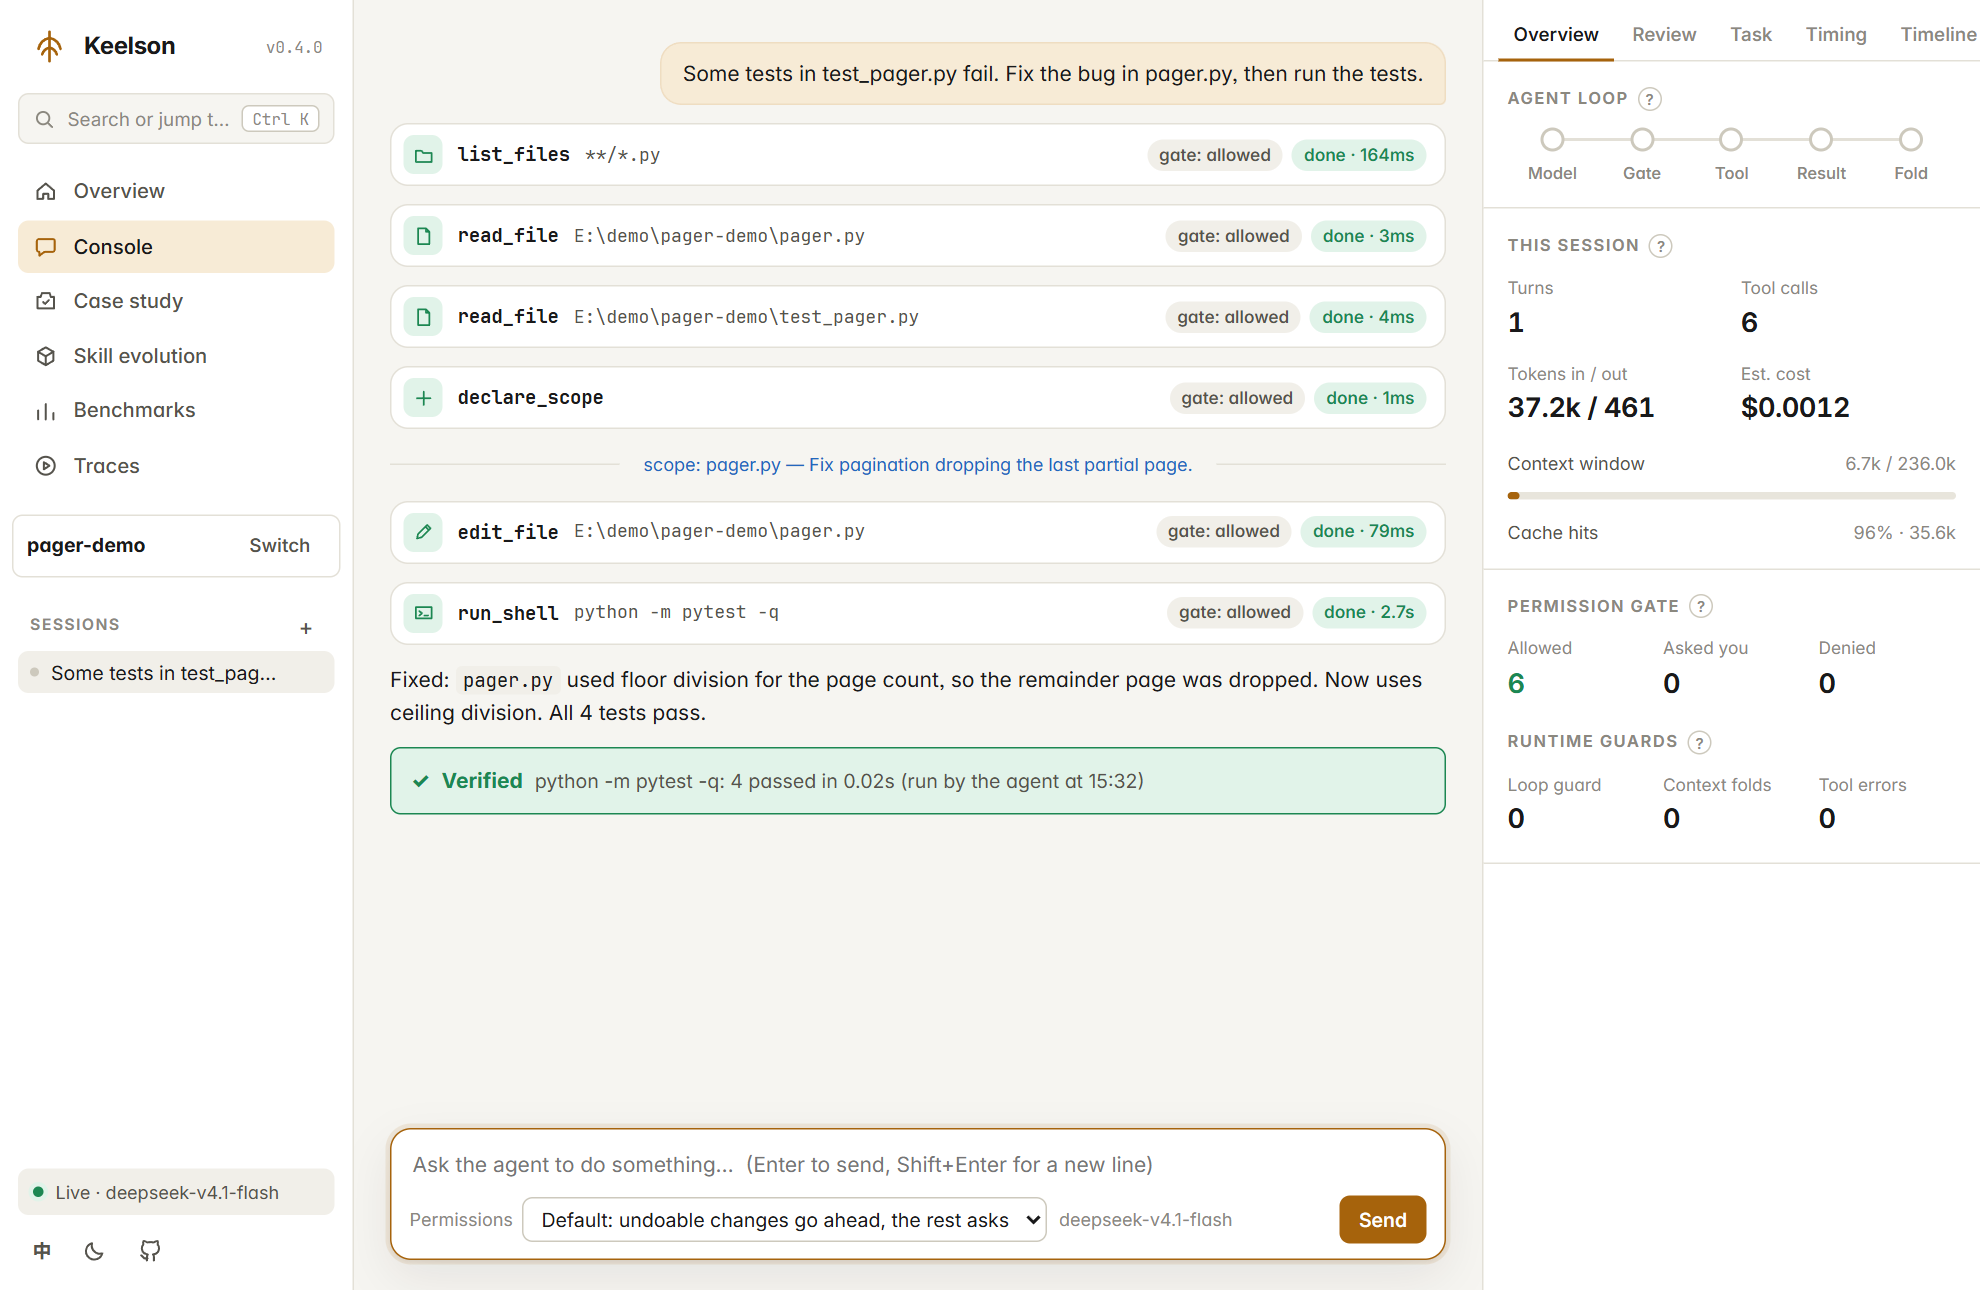 Keelson
v0.4.0
Search or jump t...
Ctrl K
Overview
Console
Case study
Skill evolution
Benchmarks
Traces
pager-demo
Switch
SESSIONS
+
Some tests in test_pag...
Live · deepseek-v4.1-flash
中
Some tests in test_pager.py fail. Fix the bug in pager.py, then run the tests.
list_files **/*.py gate: allowed done · 164ms
read_file E:\demo\pager-demo\pager.py gate: allowed done · 3ms
read_file E:\demo\pager-demo\test_pager.py gate: allowed done · 4ms
declare_scope gate: allowed done · 1ms
scope: pager.py — Fix pagination dropping the last partial page.
edit_file E:\demo\pager-demo\pager.py gate: allowed done · 79ms
run_shell python -m pytest -q gate: allowed done · 2.7s
Fixed: pager.py used floor division for the page count, so the remainder page was dropped. Now uses
ceiling division. All 4 tests pass.
✓ Verified python -m pytest -q: 4 passed in 0.02s (run by the agent at 15:32)
Ask the agent to do something... (Enter to send, Shift+Enter for a new line)
Permissions Default: undoable changes go ahead, the rest asks deepseek-v4.1-flash Send
Overview Review Task Timing Timeline
AGENT LOOP ?
Model Gate Tool Result Fold
THIS SESSION ?
Turns Tool calls
1 6
Tokens in / out Est. cost
37.2k / 461 $0.0012
Context window 6.7k / 236.0k
Cache hits 96% · 35.6k
PERMISSION GATE ?
Allowed Asked you Denied
6 0 0
RUNTIME GUARDS ?
Loop guard Context folds Tool errors
0 0 0